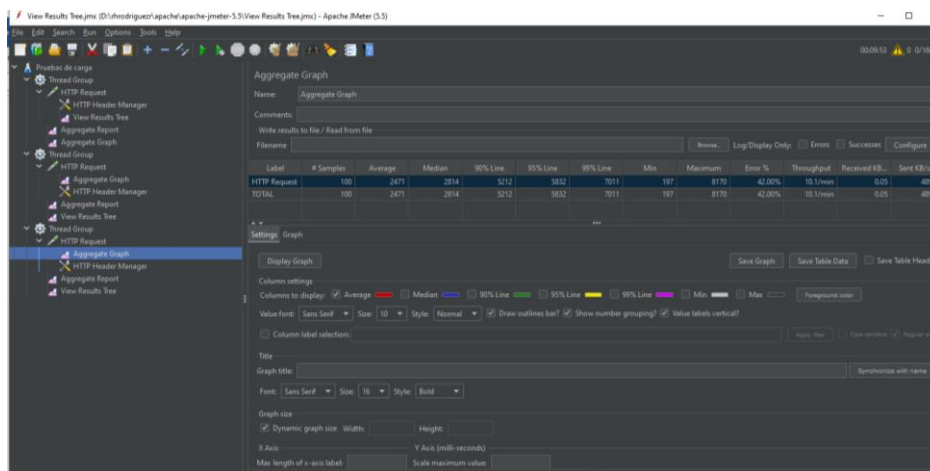 View Results Tree.jmx (D:\rhrodriguezr\apache\apache-jmeter-5.5\View Results Tree.jmx) - Apache JMeter (5.5)
File Edit Search Run Options Tools Help
00:09:53 0 0/10
Pruebas de carga
Thread Group
HTTP Request
HTTP Header Manager
View Results Tree
Aggregate Report
Aggregate Graph
Thread Group
HTTP Request
Aggregate Graph
HTTP Header Manager
Aggregate Report
View Results Tree
Thread Group
HTTP Request
Aggregate Graph
HTTP Header Manager
Aggregate Report
View Results Tree
Aggregate Graph
Name: Aggregate Graph
Comments:
Write results to file / Read from file
Filename Browse... Log/Display Only: Errors Successes Configure
Label # Samples Average Median 90% Line 95% Line 99% Line Min Maximum Error % Throughput Received KB... Sent KB/
HTTP Request 100 2471 2814 5212 5832 7011 197 8170 42.00% 10.1/min 0.05
TOTAL 100 2471 2814 5212 5832 7011 197 8170 42.00% 10.1/min 0.05
Settings Graph
Display Graph Save Graph Save Table Data Save Table Head
Column settings
Columns to display: Average Median 90% Line 95% Line 99% Line Min Max Foreground color
Value font: Sans Serif Size: 10 Style: Normal Draw outlines bar? Show number grouping? Value labels vertical?
Column label selection: Apply filter Case sensitive Regular
Title
Graph title: Synchronize with name
Font: Sans Serif Size: 16 Style: Bold
Graph size
Dynamic graph size Width: Height:
X Axis Y Axis (milli-seconds)
Max length of x-axis label: Scale maximum value: